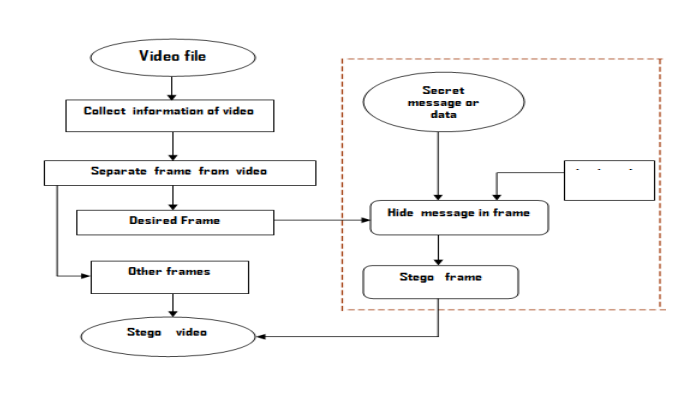 Video file
Collect information of video
Separate frame from video
Desired Frame
Other frames
Stego video
Secret
message or
data
Hide message in frame
Stego frame